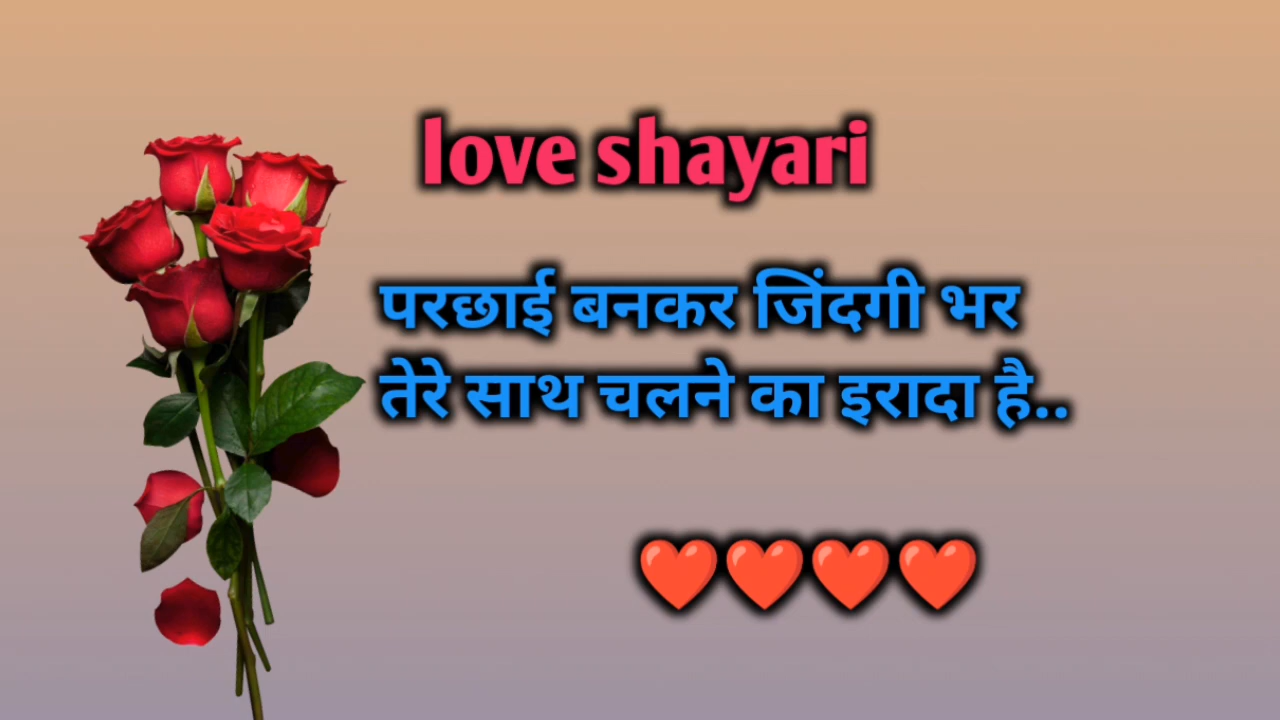 love shayari
परछाई बनकर जिंदगी भर
तेरे साथ चलने का इरादा है..
❤️❤️❤️❤️